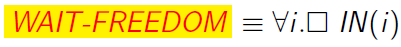 WAIT-FREEDOM ≡ ∀i.□ IN(i)